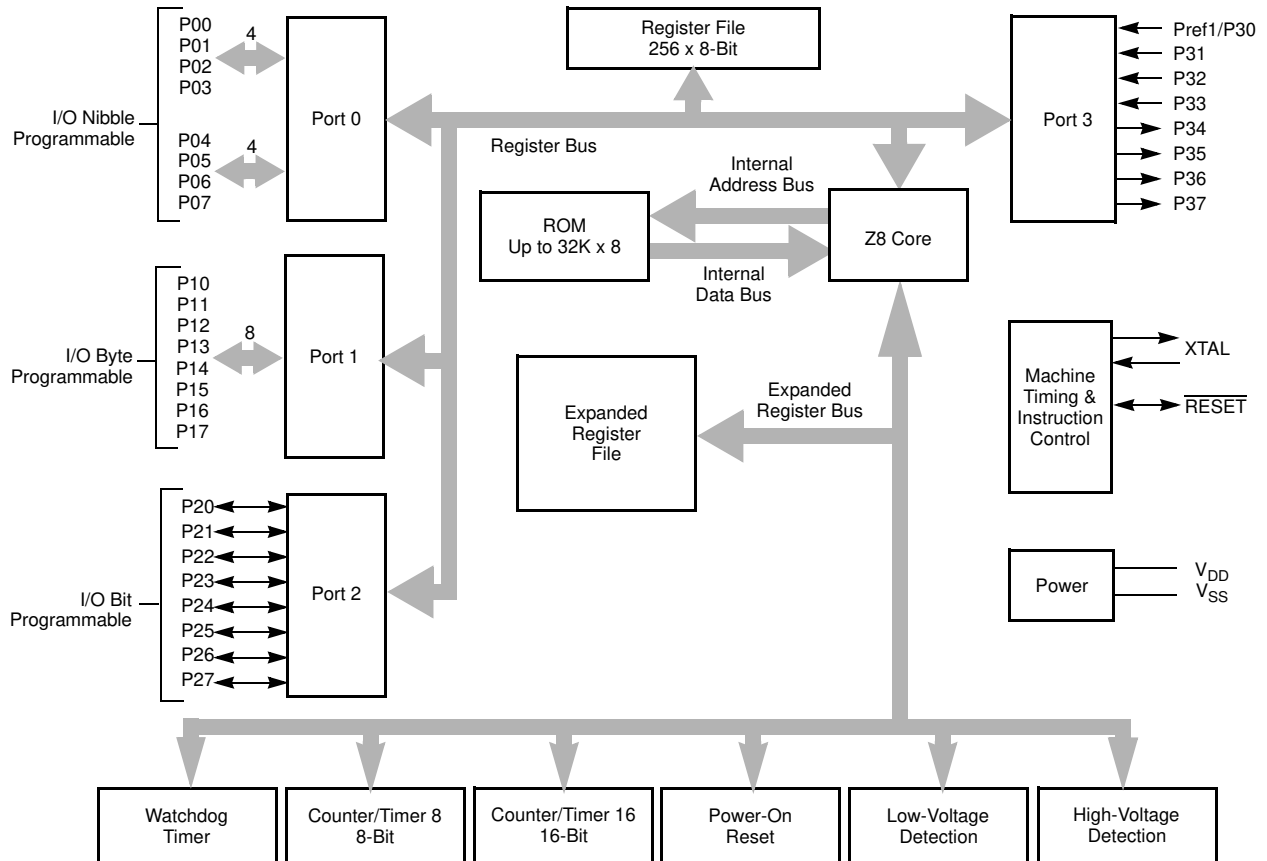 P00
P01
P02
P03
4
I/O Nibble
Programmable
P04
P05
P06
P07
4
Port 0
Register File
256 x 8-Bit
Register Bus
Port 3
Pref1/P30
P31
P32
P33
P34
P35
P36
P37
Internal
Address Bus
ROM
Up to 32K x 8
Z8 Core
Internal
Data Bus
I/O Byte
Programmable
P10
P11
P12
P13
P14
P15
P16
P17
8
Port 1
Expanded
Register
File
Expanded
Register Bus
Machine
Timing &
Instruction
Control
XTAL
RESET
I/O Bit
Programmable
P20
P21
P22
P23
P24
P25
P26
P27
Port 2
Power
VDD
VSS
Watchdog
Timer
Counter/Timer 8
8-Bit
Counter/Timer 16
16-Bit
Power-On
Reset
Low-Voltage
Detection
High-Voltage
Detection